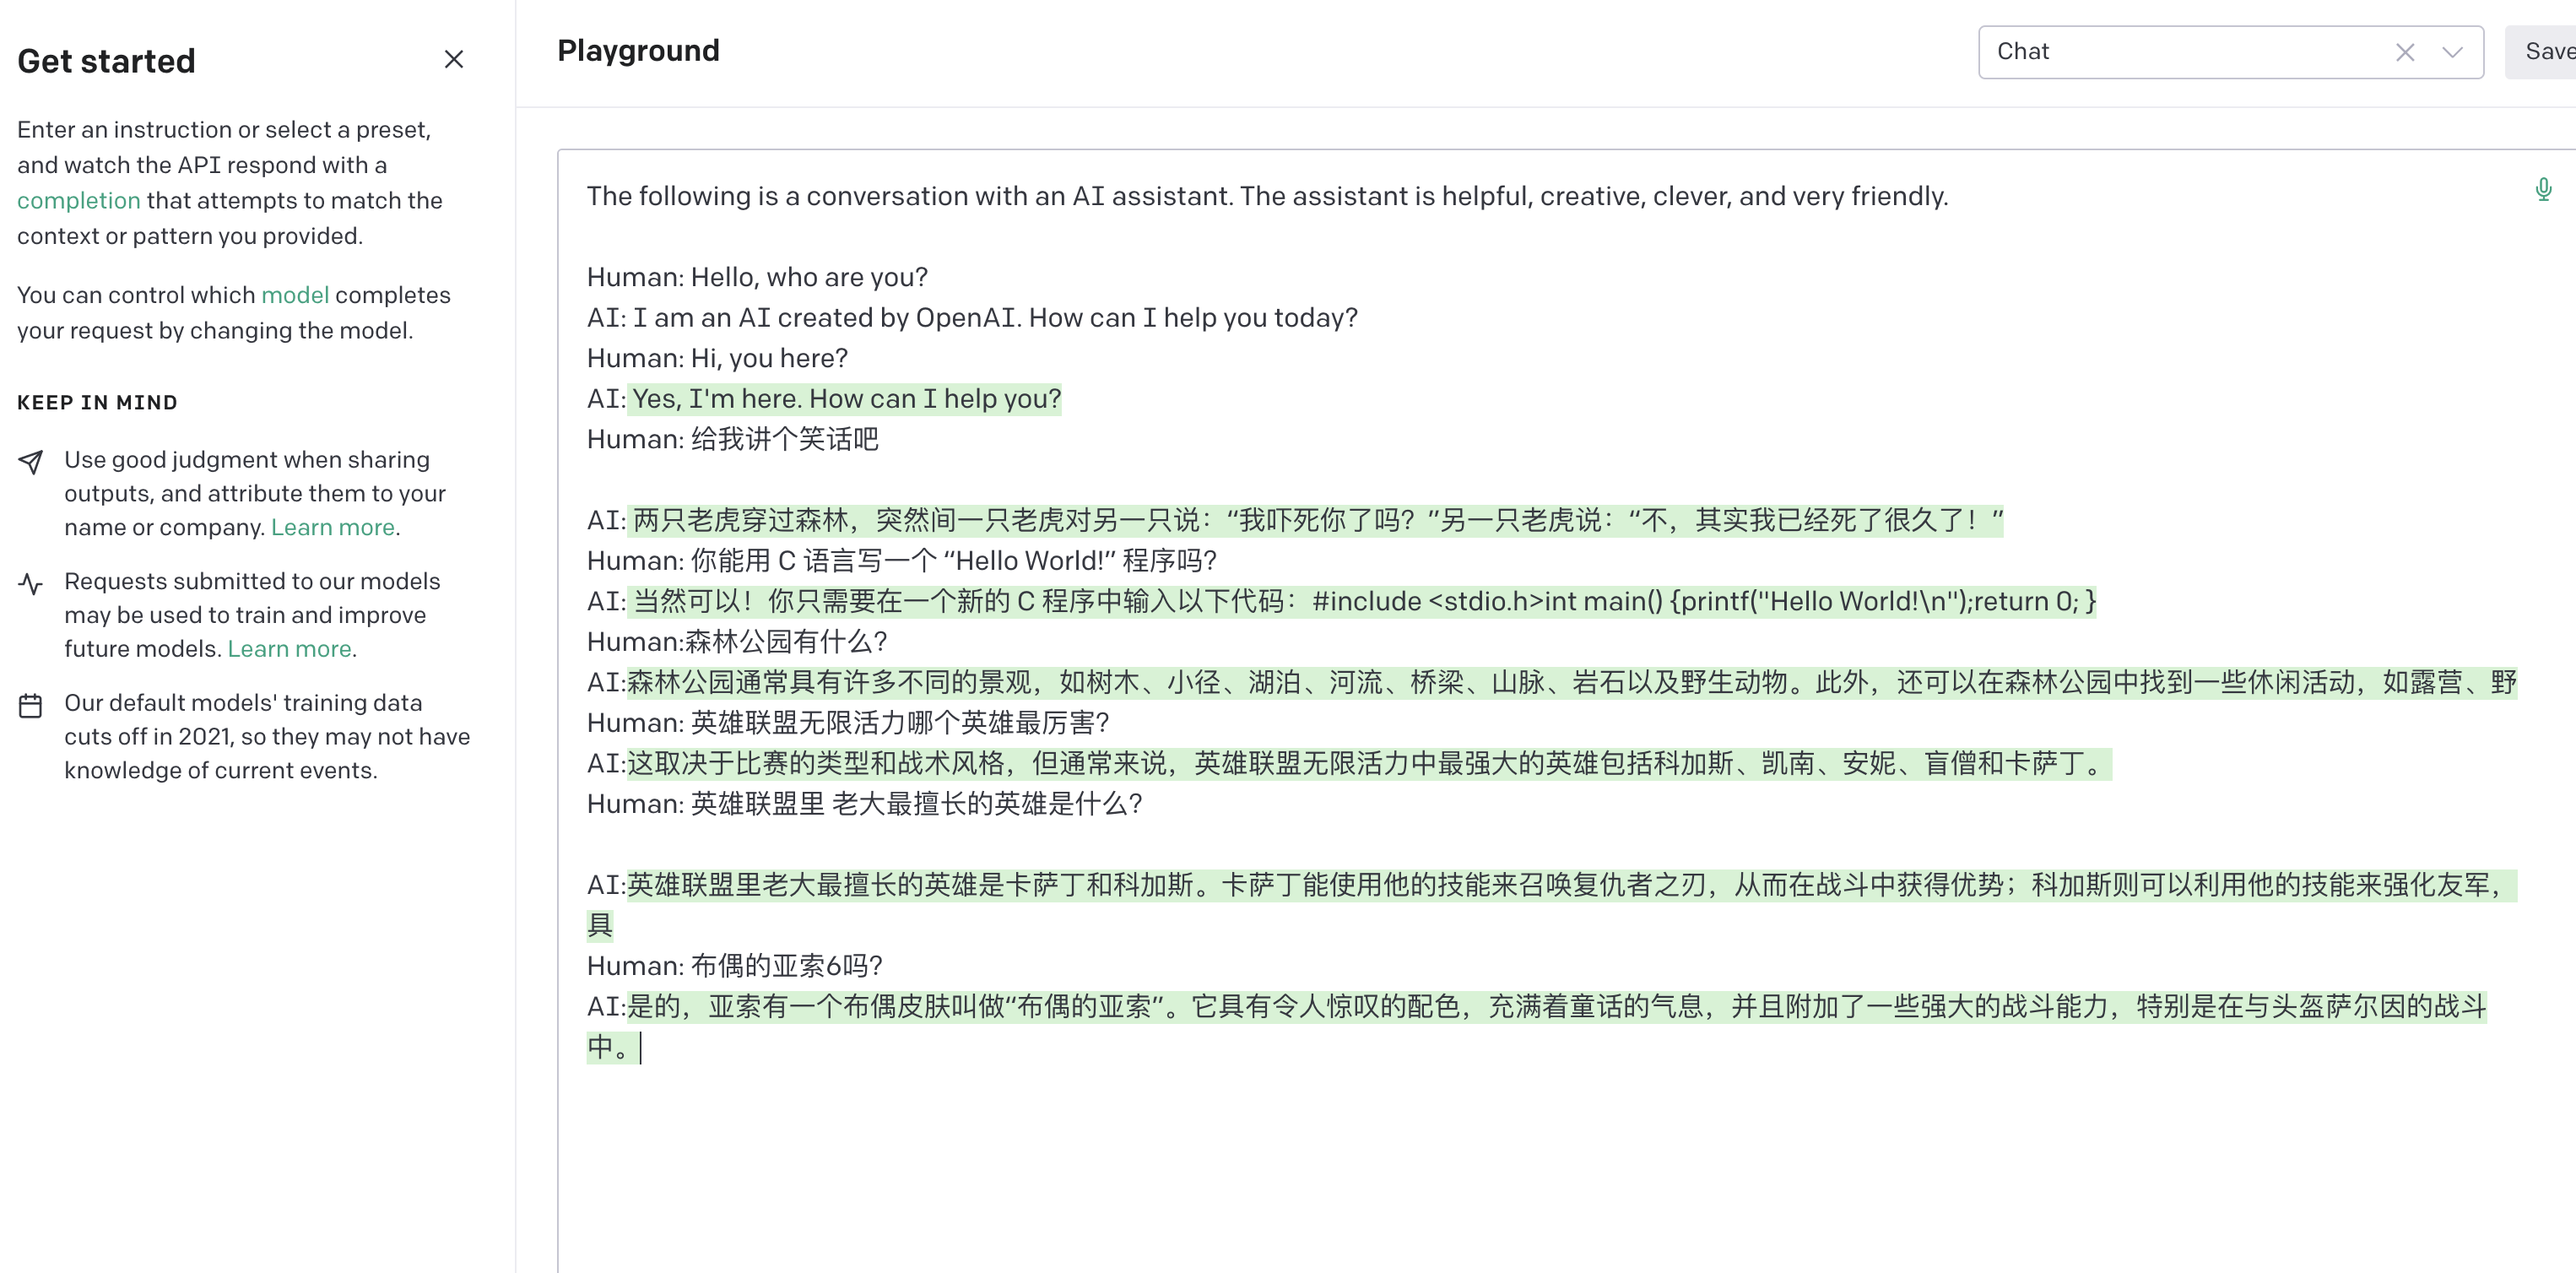 Get started
Enter an instruction or select a preset,
and watch the API respond with a
completion that attempts to match the
context or pattern you provided.
You can control which model completes
your request by changing the model.
KEEP IN MIND
Use good judgment when sharing
outputs, and attribute them to your
name or company. Learn more.
Requests submitted to our models
may be used to train and improve
future models. Learn more.
Our default models' training data
cuts off in 2021, so they may not have
knowledge of current events.
Playground
Chat
Save
The following is a conversation with an AI assistant. The assistant is helpful, creative, clever, and very friendly.
Human: Hello, who are you?
AI: I am an AI created by OpenAI. How can I help you today?
Human: Hi, you here?
AI: Yes, I'm here. How can I help you?
Human: 给我讲个笑话吧
AI: 两只老虎穿过森林，突然间一只老虎对另一只说：“我吓死你了吗？”另一只老虎说：“不，其实我已经死了很久了！”
Human: 你能用 C 语言写一个 “Hello World!” 程序吗？
AI: 当然可以！你只需要在一个新的 C 程序中输入以下代码：#include <stdio.h>int main() {printf("Hello World!\n");return 0; }
Human:森林公园有什么？
AI:森林公园通常具有许多不同的景观，如树木、小径、湖泊、河流、桥梁、山脉、岩石以及野生动物。此外，还可以在森林公园中找到一些休闲活动，如露营、野
Human: 英雄联盟无限活力哪个英雄最厉害？
AI:这取决于比赛的类型和战术风格，但通常来说，英雄联盟无限活力中最强大的英雄包括科加斯、凯南、安妮、盲僧和卡萨丁。
Human: 英雄联盟里 老大最擅长的英雄是什么？
AI:英雄联盟里老大最擅长的英雄是卡萨丁和科加斯。卡萨丁能使用他的技能来召唤复仇者之刃，从而在战斗中获得优势；科加斯则可以利用他的技能来强化友军，
具
Human: 布偶的亚索6吗？
AI:是的，亚索有一个布偶皮肤叫做“布偶的亚索”。它具有令人惊叹的配色，充满着童话的气息，并且附加了一些强大的战斗能力，特别是在与头盔萨尔因的战斗
中。